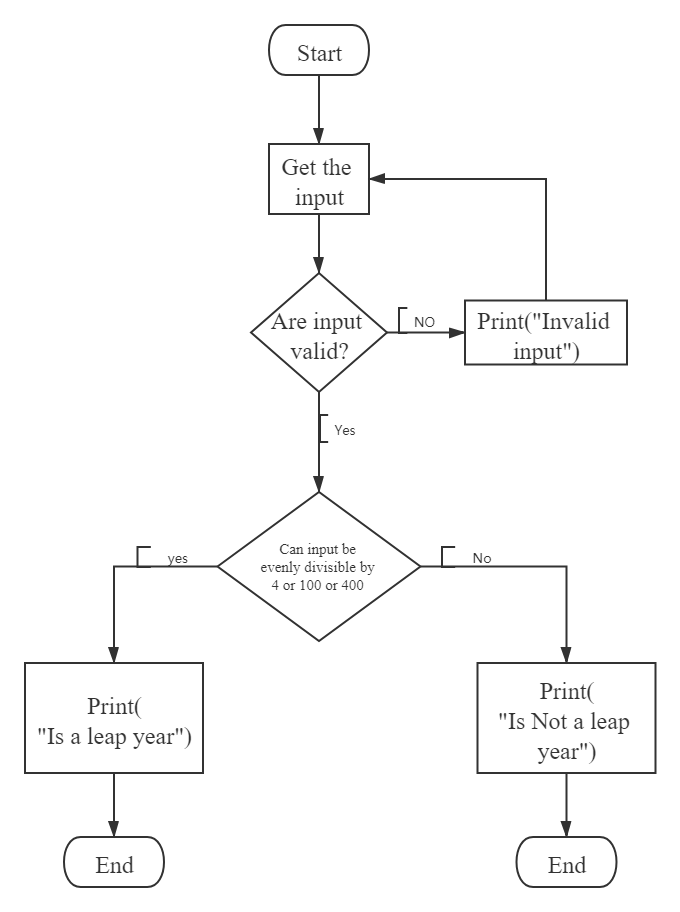 Start
Get the
input
Are input
valid?
NO
Print("Invalid
input")
Yes
Can input be
evenly divisible by
4 or 100 or 400
yes
No
Print(
"Is a leap year")
Print(
"Is Not a leap
year")
End
End